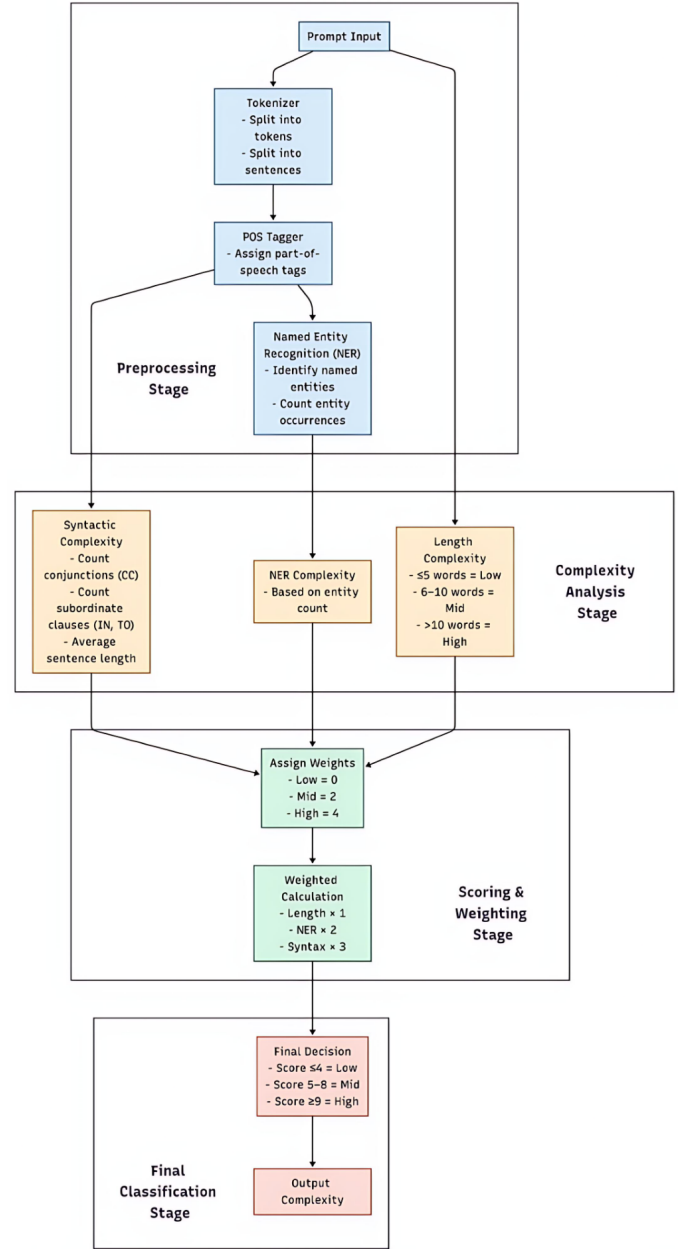 Prompt Input
Tokenizer
- Split into
tokens
- Split into
sentences
POS Tagger
- Assign part-of-
speech tags
Named Entity
Recognition (NER)
- Identify named
entities
- Count entity
occurrences
Preprocessing
Stage
Syntactic
Complexity
- Count
conjunctions (CC)
- Count
subordinate
clauses (IN, TO)
- Average
sentence length
NER Complexity
- Based on entity
count
Length
Complexity
- ≤5 words = Low
- 6–10 words =
Mid
- >10 words =
High
Complexity
Analysis
Stage
Assign Weights
- Low = 0
- Mid = 2
- High = 4
Weighted
Calculation
- Length × 1
- NER × 2
- Syntax × 3
Scoring &
Weighting
Stage
Final Decision
- Score ≤4 = Low
- Score 5–8 = Mid
- Score ≥9 = High
Output
Complexity
Final
Classification
Stage